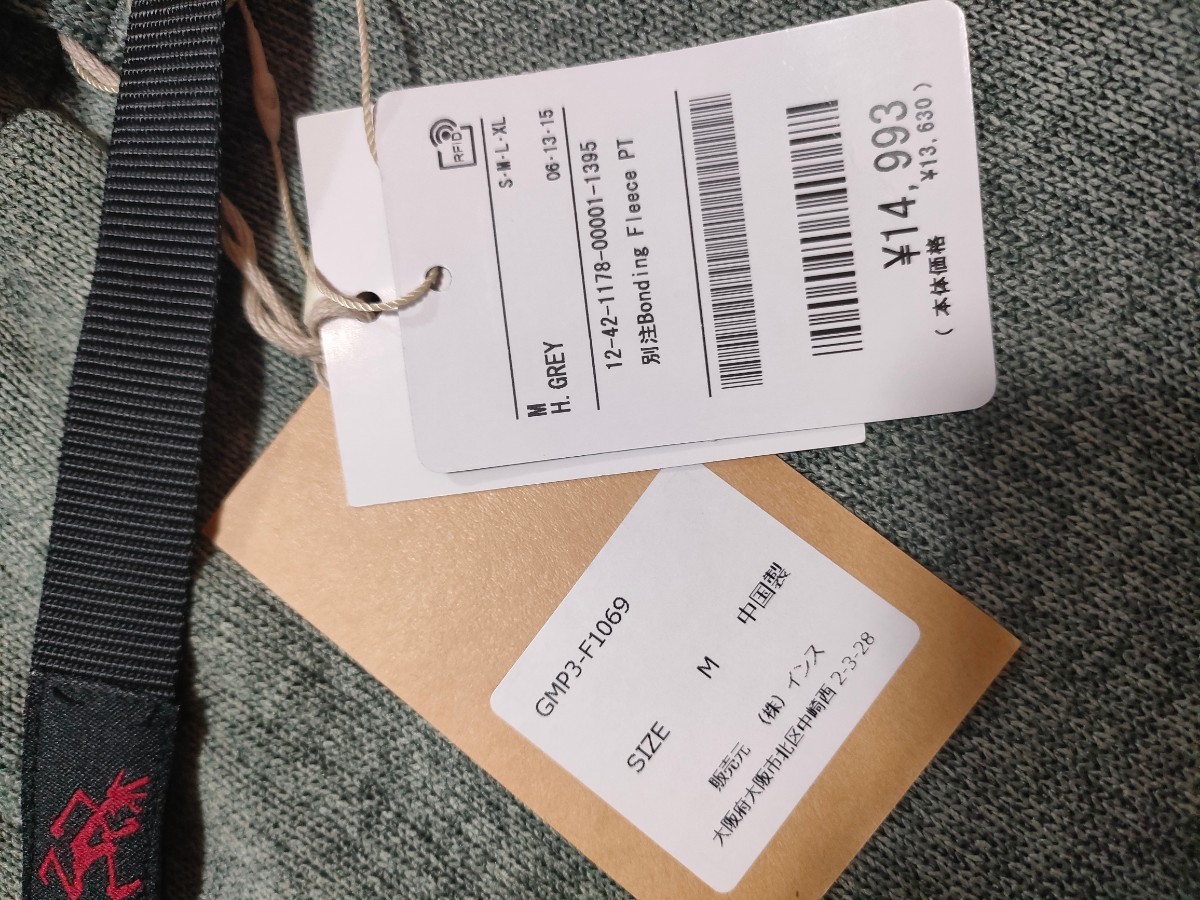 RFID
S・M・L・XL
06-13-15
M
H. GREY
12-42-1178-00001-1395
別注Bonding Fleece PT
¥14,993
(本体価格 ¥13,630)
GMP3-F1069
SIZE M 中国製
販売元 (株)インス
大阪府大阪市北区中崎西 2-3-28